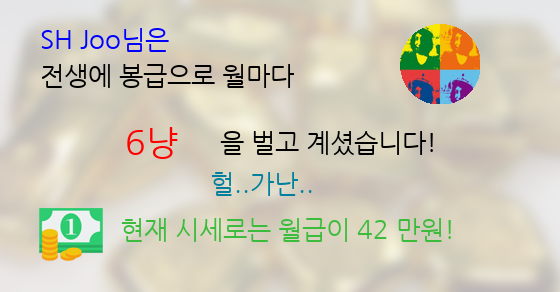 SH Joo님은
전생에 봉급으로 월마다
6냥 을 벌고 계셨습니다!
헐..가난..
1
현재 시세로는 월급이 42 만원!